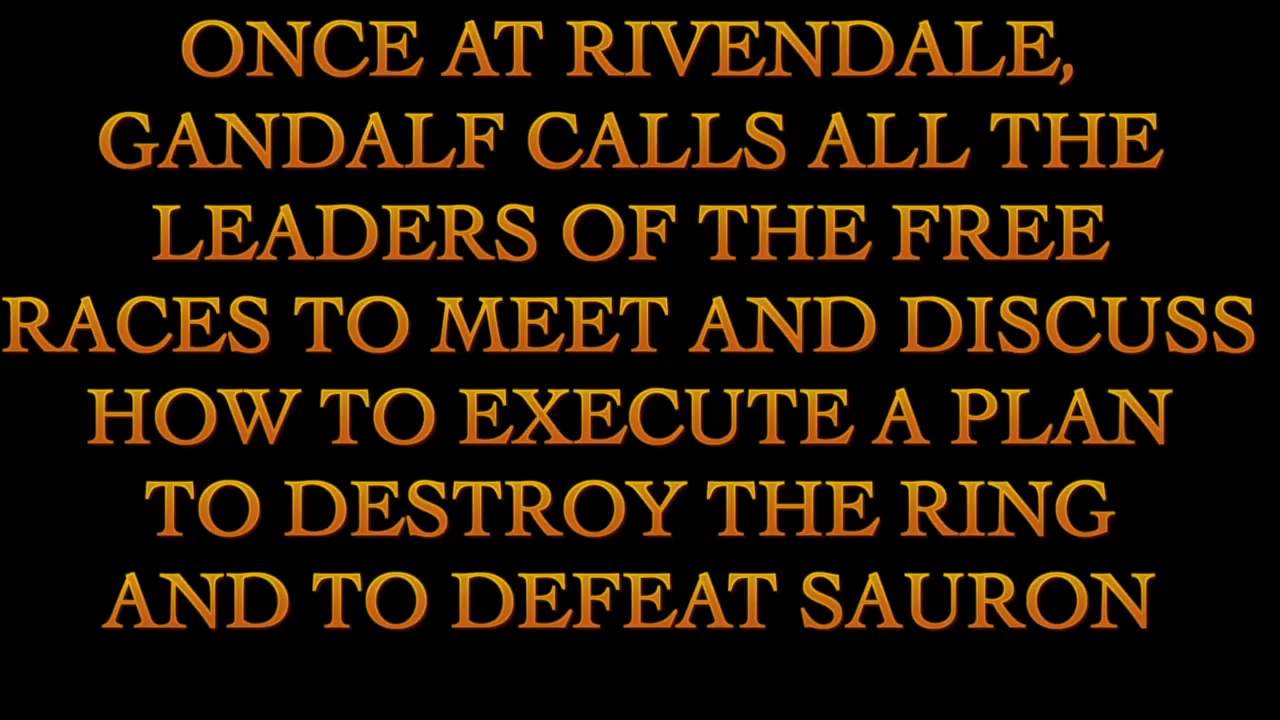 ONCE AT RIVENDALE,
GANDALF CALLS ALL THE
LEADERS OF THE FREE
RACES TO MEET AND DISCUSS
HOW TO EXECUTE A PLAN
TO DESTROY THE RING
AND TO DEFEAT SAURON